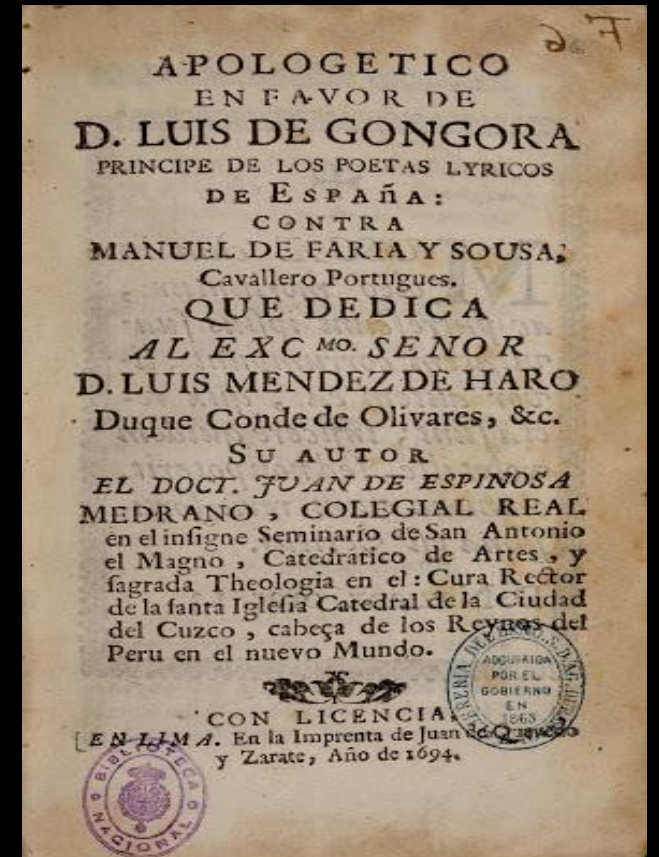 F. 6
APOLOGETICO
EN FAVOR DE
D. LUIS DE GONGORA
PRINCIPE DE LOS POETAS LYRICOS
DE ESPAñA:
CONTRA
MANUEL DE FARIA Y SOUSA,
Cavallero Portugues.
QUE DEDICA
AL EXCMO. SENOR
D. LUIS MENDEZ DE HARO
Duque Conde de Olivares, &c.
SU AUTOR
EL DOCT. JUAN DE ESPINOSA
MEDRANO, COLEGIAL REAL
en el insigne Seminario de San Antonio
el Magno, Catedratico de Artes, y
sagrada Theologia en el: Cura Rector
de la santa Iglesia Catedral de la Ciudad
del Cuzco, cabeça de los Reynos del
Peru en el nuevo Mundo.
ADQUIRIDA
POR EL
GOBIERNO
EN
1863
CON LICENCIA.
EN LIMA. En la Imprenta de Juan de Quevedo
y Zarate, Año de 1694.
BIBLIOTECA
NACIONAL